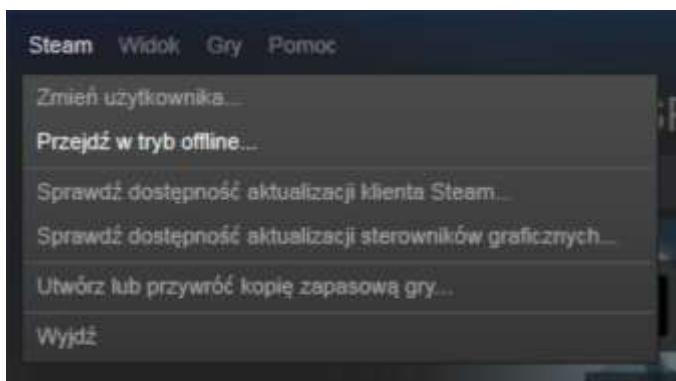 Steam Widok Gry Pomoc
Zmień użytkownika...
Przejdź w tryb offline...
Sprawdź dostępność aktualizacji klienta Steam...
Sprawdź dostępność aktualizacji sterowników graficznych...
Utwórz lub przywróć kopię zapasową gry...
Wyjdź